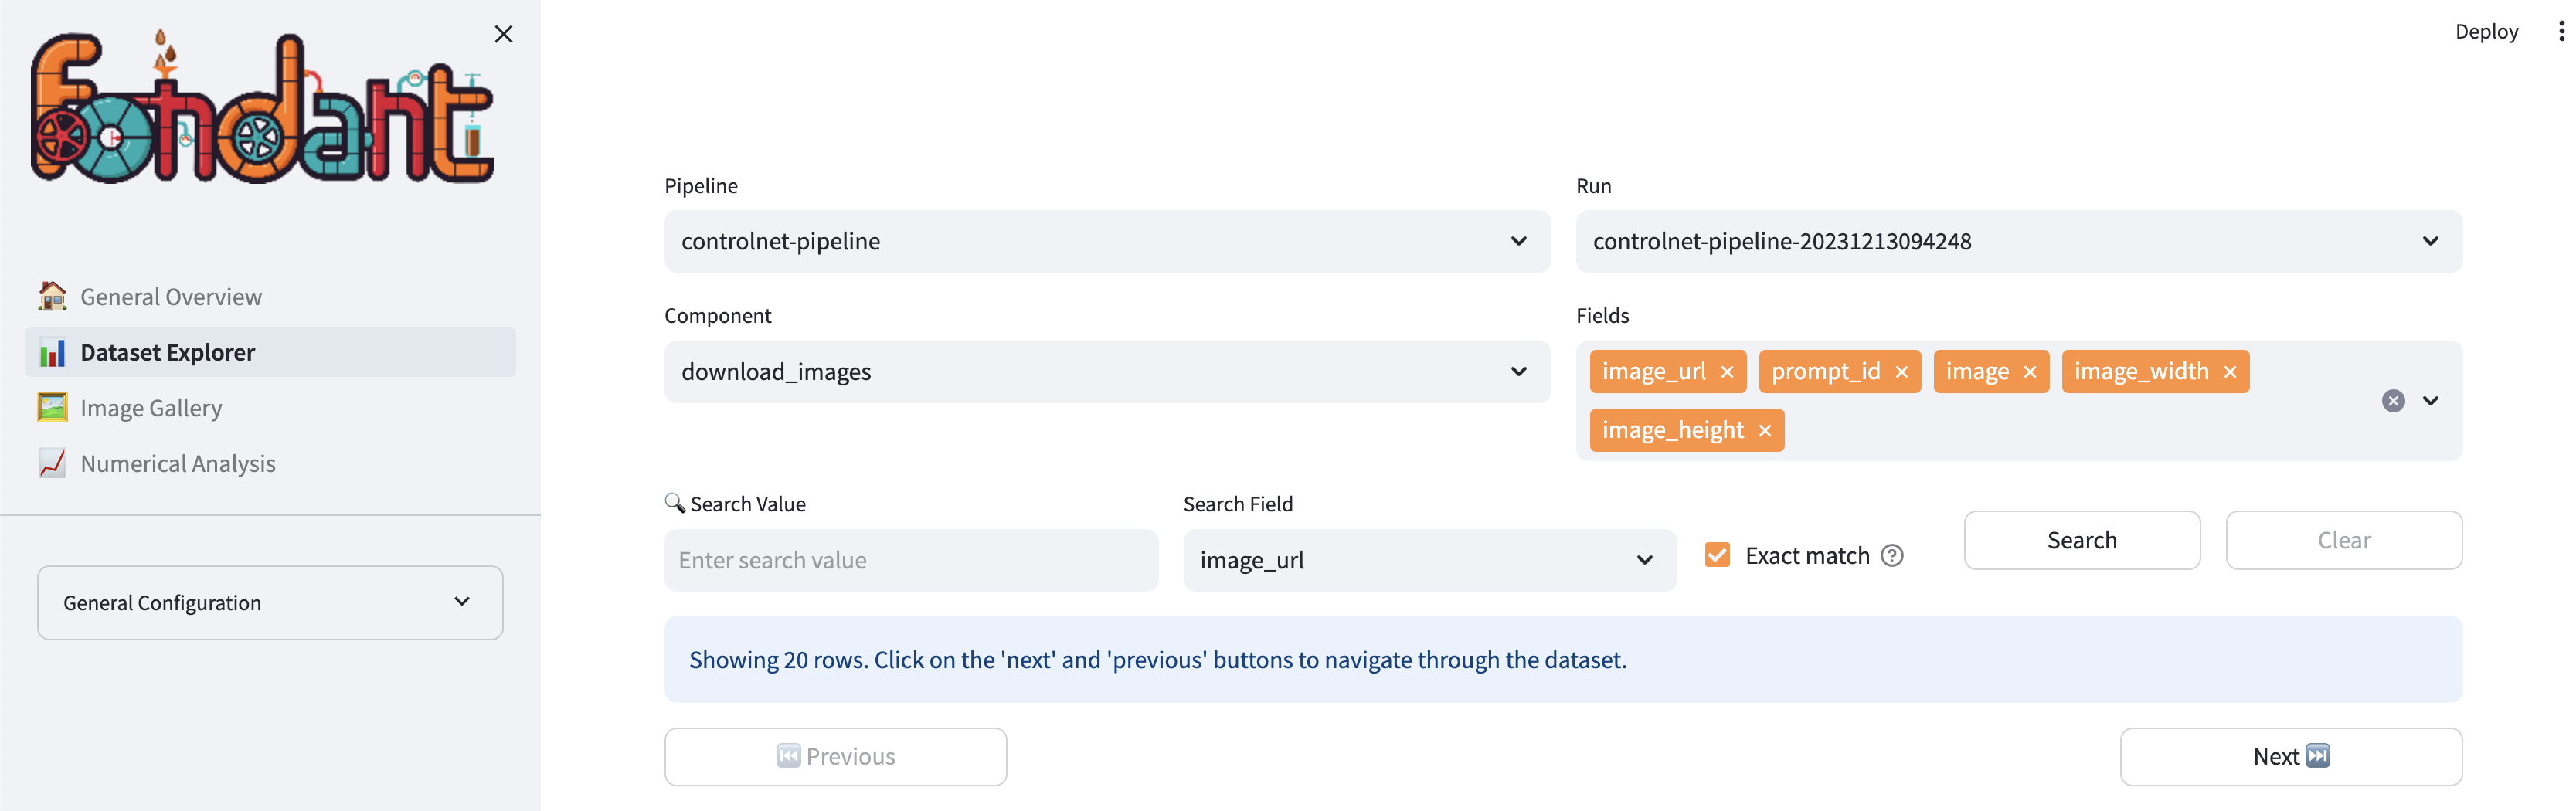 fondant
General Overview
Dataset Explorer
Image Gallery
Numerical Analysis
General Configuration
Deploy
Pipeline
controlnet-pipeline
Run
controlnet-pipeline-20231213094248
Component
download_images
Fields
image_url
prompt_id
image
image_width
image_height
Search Value
Enter search value
Search Field
image_url
Exact match
Search
Clear
Showing 20 rows. Click on the 'next' and 'previous' buttons to navigate through the dataset.
Previous
Next